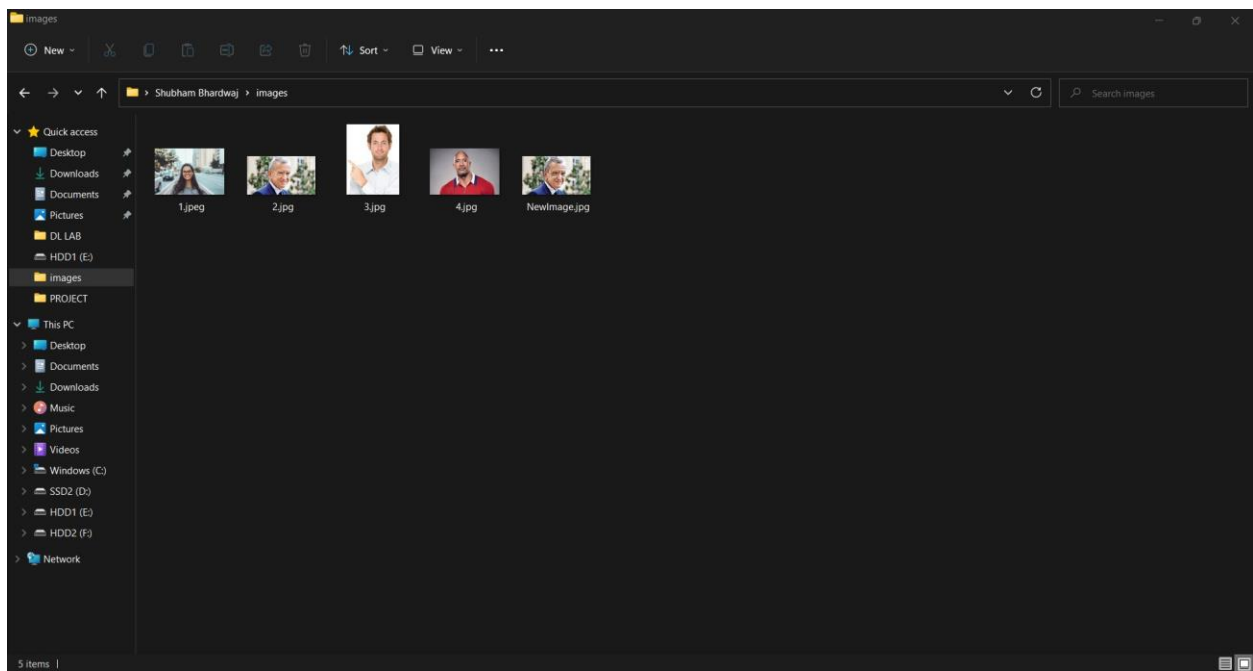 images
New
Sort
View
Shubham Bhardwaj > images
Search images
Quick access
Desktop
Downloads
Documents
Pictures
DL LAB
HDD1 (E:)
images
PROJECT
This PC
Desktop
Documents
Downloads
Music
Pictures
Videos
Windows (C:)
SSD2 (D:)
HDD1 (E:)
HDD2 (F:)
Network
1.jpeg 2.jpg 3.jpg 4.jpg NewImage.jpg
5 items